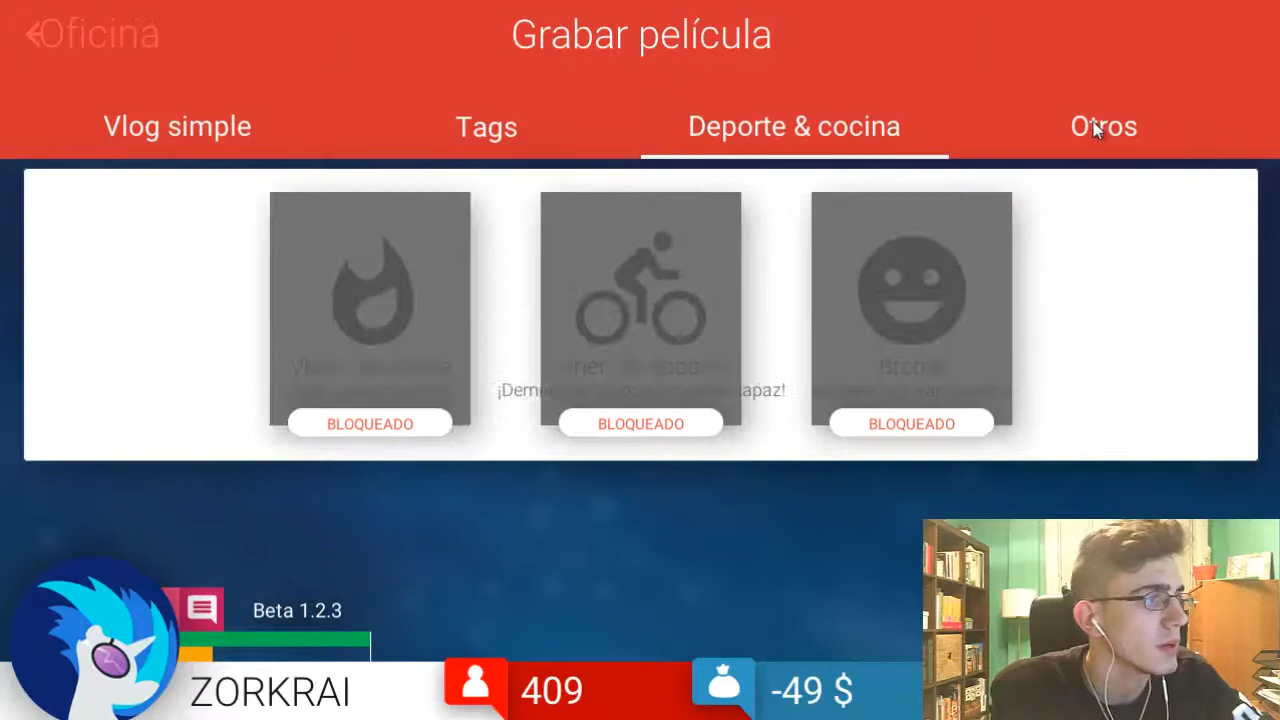 Oficina
Grabar película
Vlog simple
Tags
Deporte & cocina
Otros
BLOQUEADO
BLOQUEADO
BLOQUEADO
Beta 1.2.3
ZORKRAI
409
-49 $